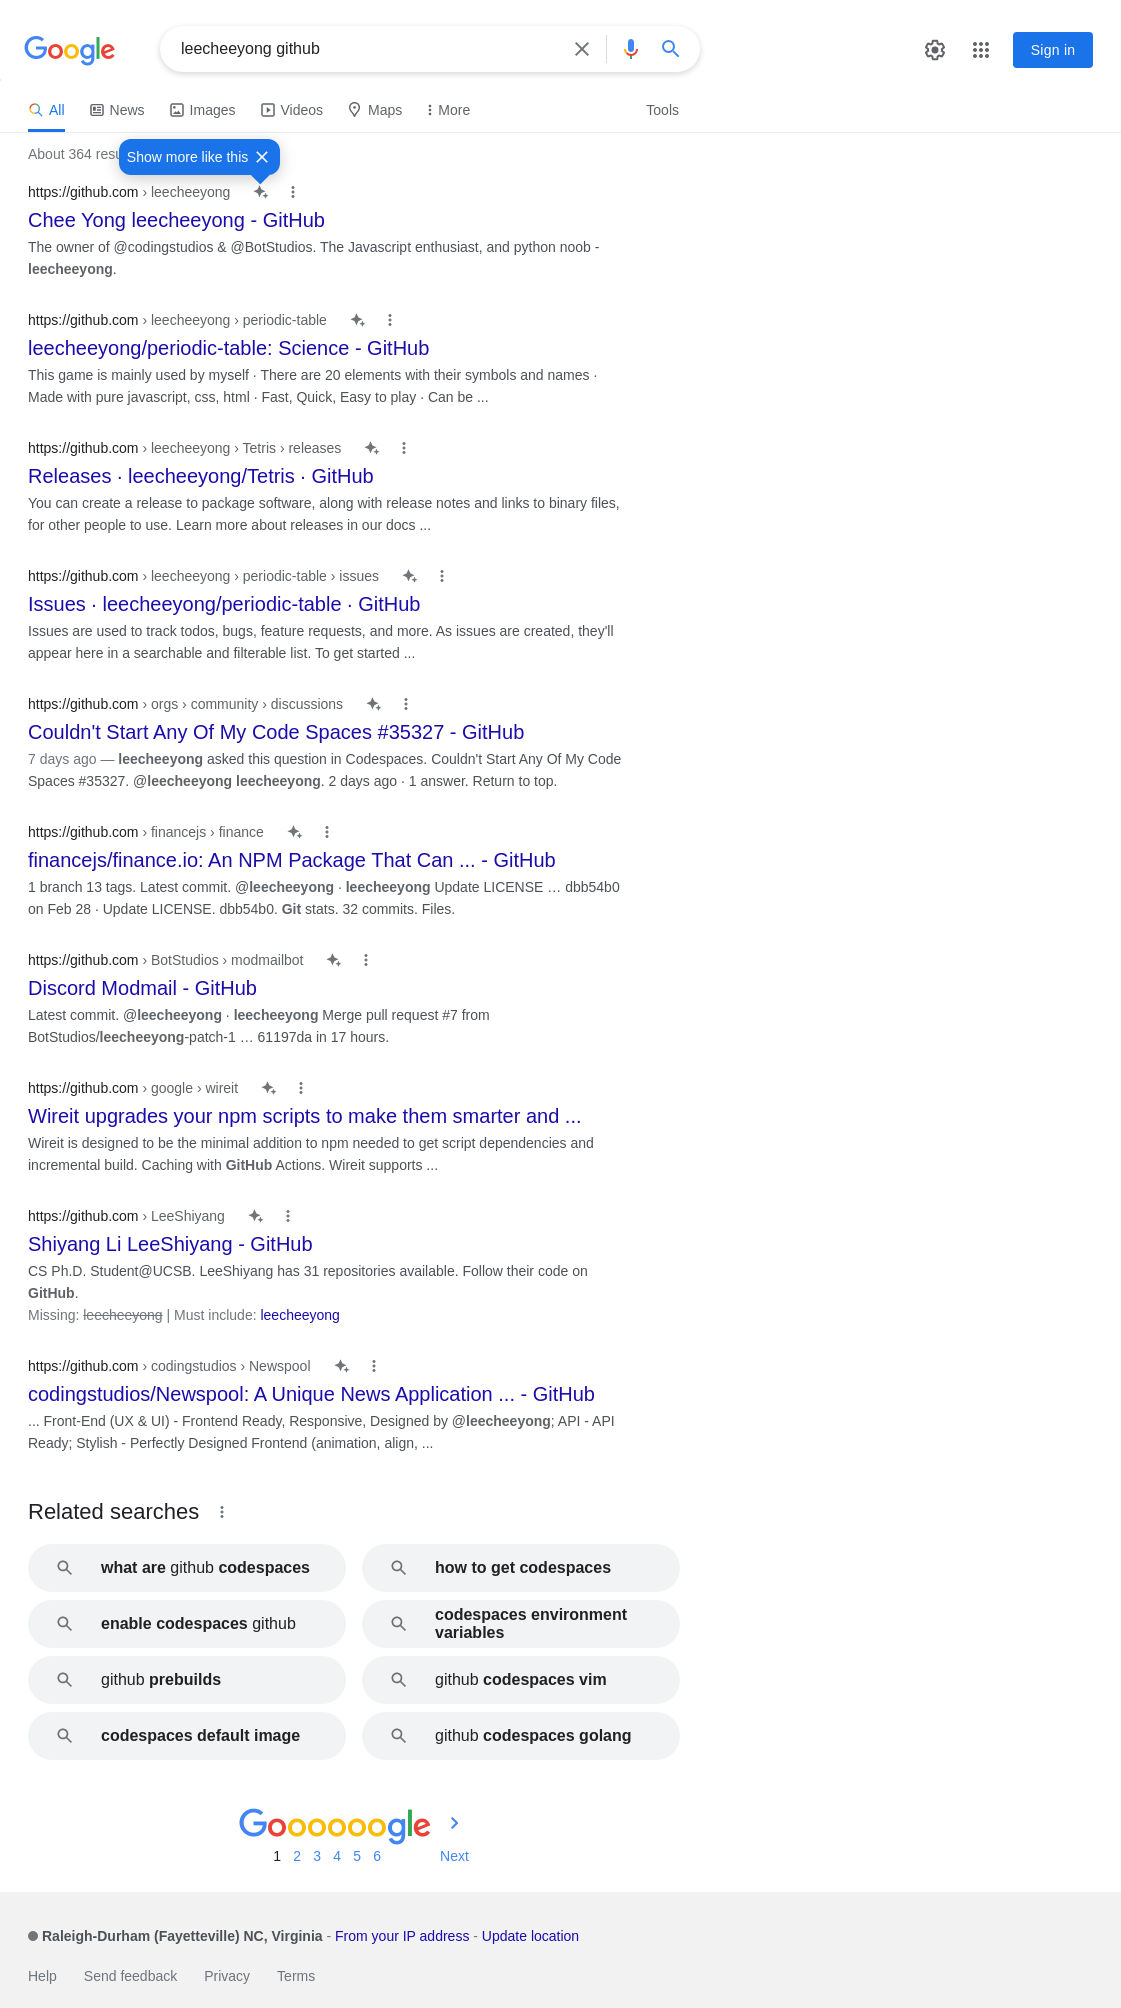 Google
leecheeyong github
Sign in
All News Images Videos Maps More Tools
About 364
Show more like this
https://github.com › leecheeyong
Chee Yong leecheeyong - GitHub
The owner of @codingstudios & @BotStudios. The Javascript enthusiast, and python noob -
leecheeyong.
https://github.com › leecheeyong › periodic-table
leecheeyong/periodic-table: Science - GitHub
This game is mainly used by myself · There are 20 elements with their symbols and names ·
Made with pure javascript, css, html · Fast, Quick, Easy to play · Can be ...
https://github.com › leecheeyong › Tetris › releases
Releases · leecheeyong/Tetris · GitHub
You can create a release to package software, along with release notes and links to binary files,
for other people to use. Learn more about releases in our docs ...
https://github.com › leecheeyong › periodic-table › issues
Issues · leecheeyong/periodic-table · GitHub
Issues are used to track todos, bugs, feature requests, and more. As issues are created, they'll
appear here in a searchable and filterable list. To get started ...
https://github.com › orgs › community › discussions
Couldn't Start Any Of My Code Spaces #35327 - GitHub
7 days ago — leecheeyong asked this question in Codespaces. Couldn't Start Any Of My Code
Spaces #35327. @leecheeyong leecheeyong. 2 days ago · 1 answer. Return to top.
https://github.com › financejs › finance
financejs/finance.io: An NPM Package That Can ... - GitHub
1 branch 13 tags. Latest commit. @leecheeyong · leecheeyong Update LICENSE … dbb54b0
on Feb 28 · Update LICENSE. dbb54b0. Git stats. 32 commits. Files.
https://github.com › BotStudios › modmailbot
Discord Modmail - GitHub
Latest commit. @leecheeyong · leecheeyong Merge pull request #7 from
BotStudios/leecheeyong-patch-1 … 61197da in 17 hours.
https://github.com › google › wireit
Wireit upgrades your npm scripts to make them smarter and ...
Wireit is designed to be the minimal addition to npm needed to get script dependencies and
incremental build. Caching with GitHub Actions. Wireit supports ...
https://github.com › LeeShiyang
Shiyang Li LeeShiyang - GitHub
CS Ph.D. Student@UCSB. LeeShiyang has 31 repositories available. Follow their code on
GitHub.
Missing: leecheeyong | Must include: leecheeyong
https://github.com › codingstudios › Newspool
codingstudios/Newspool: A Unique News Application ... - GitHub
... Front-End (UX & UI) - Frontend Ready, Responsive, Designed by @leecheeyong; API - API
Ready; Stylish - Perfectly Designed Frontend (animation, align, ...
Related searches
what are github codespaces
how to get codespaces
enable codespaces github
codespaces environment
variables
github prebuilds
github codespaces vim
codespaces default image
github codespaces golang
Goooooogle
1 2 3 4 5 6 Next
Raleigh-Durham (Fayetteville) NC, Virginia - From your IP address - Update location
Help Send feedback Privacy Terms